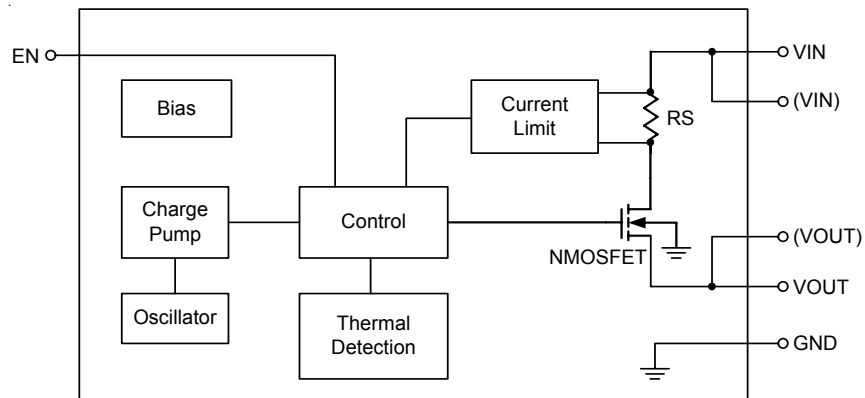 EN
VIN
Bias
Current
Limit
RS
(VIN)
Charge
Pump
Control
NMOSFET
(VOUT)
VOUT
Oscillator
Thermal
Detection
GND